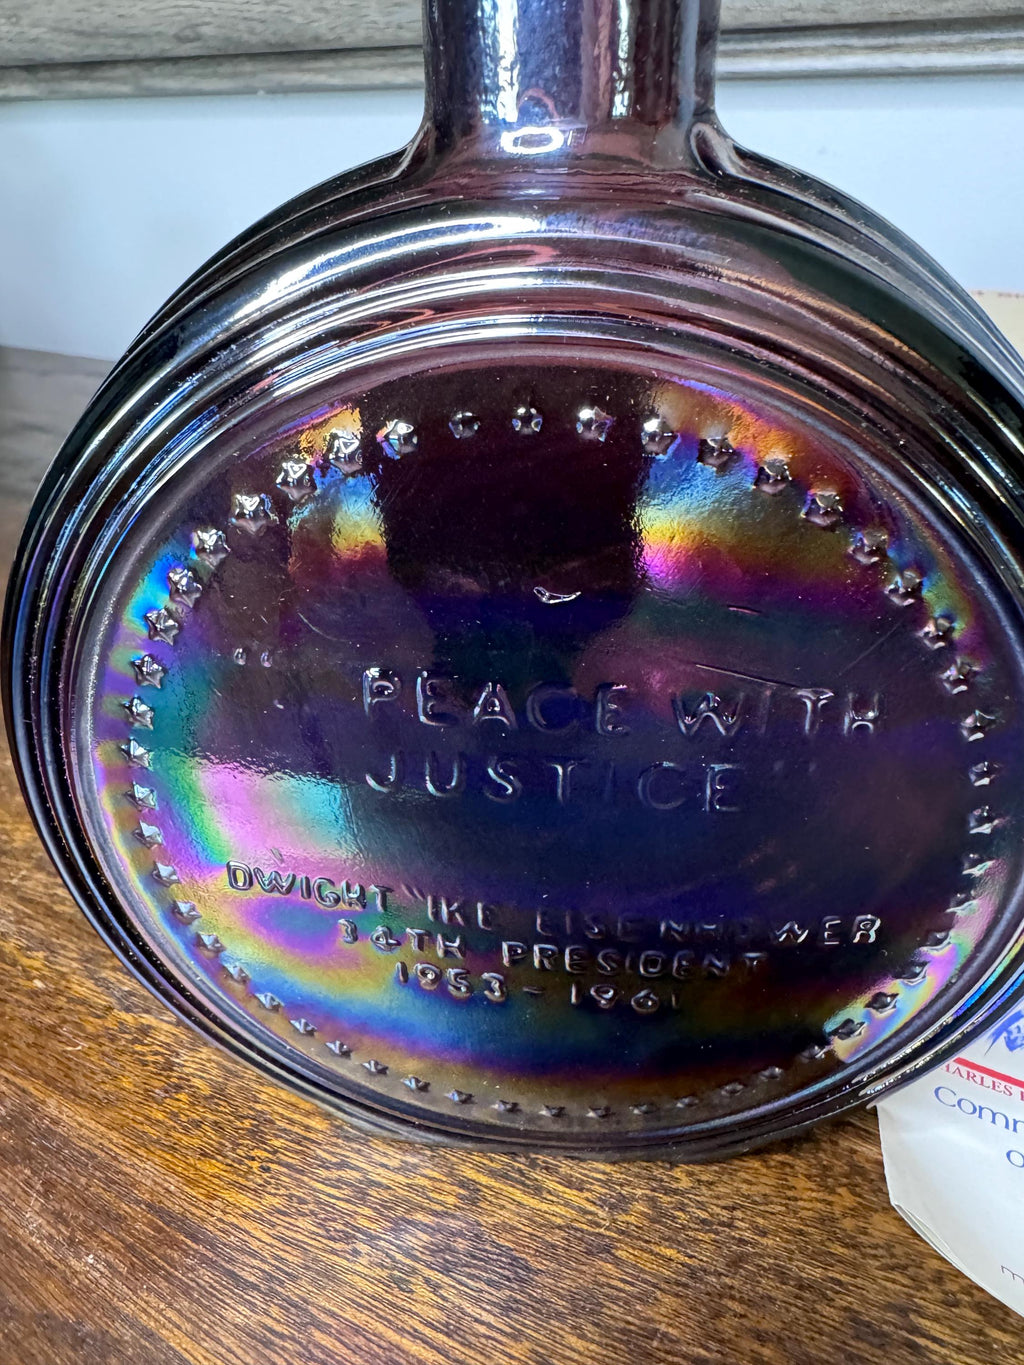 " PEACE WITH
JUSTICE "
DWIGHT "IKE EISENHOWER
34TH PRESIDENT
1953 - 1961